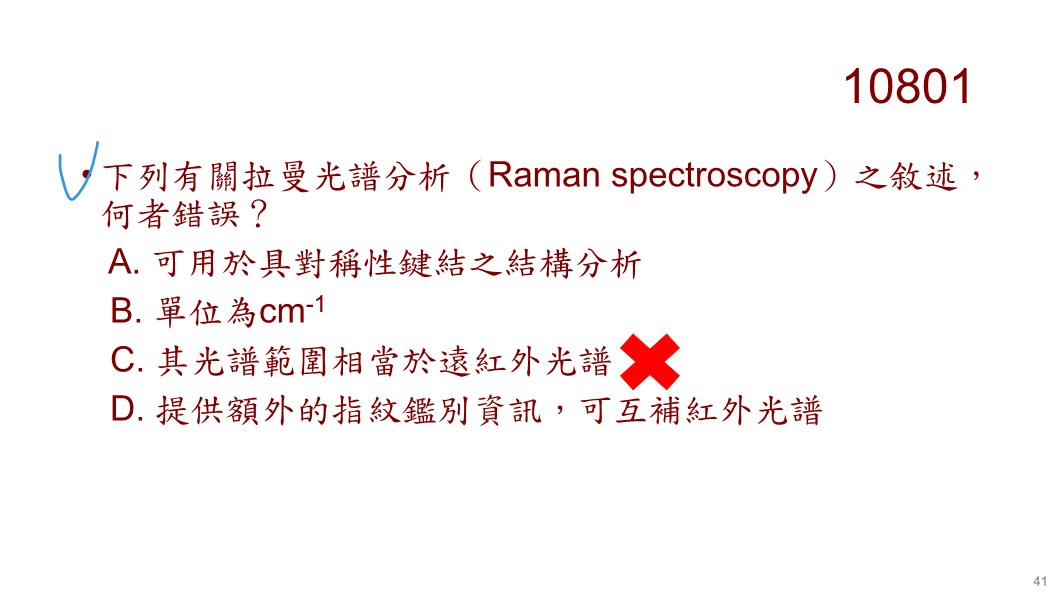 10801
• 下列有關拉曼光譜分析（Raman spectroscopy）之敘述，
何者錯誤？
A. 可用於具對稱性鍵結之結構分析
B. 單位為cm-1
C. 其光譜範圍相當於遠紅外光譜
D. 提供額外的指紋鑑別資訊，可互補紅外光譜
41